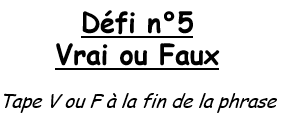 Défi n°5
Vrai ou Faux
Tape V ou F à la fin de la phrase